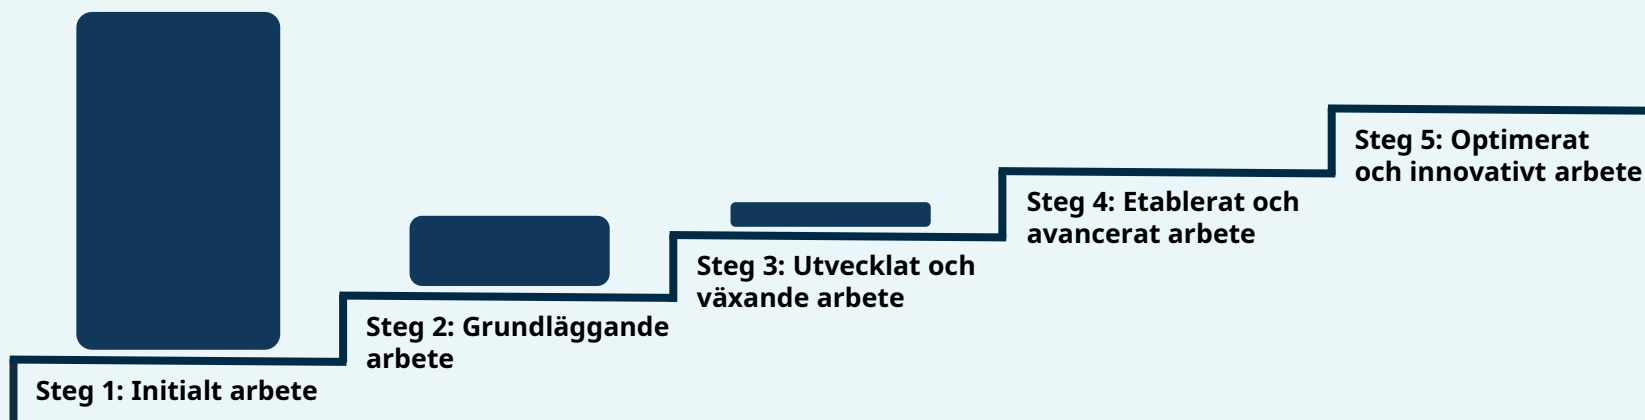 Steg 1: Initialt arbete
Steg 2: Grundläggande
arbete
Steg 3: Utvecklat och
växande arbete
Steg 4: Etablerat och
avancerat arbete
Steg 5: Optimerat
och innovativt arbete